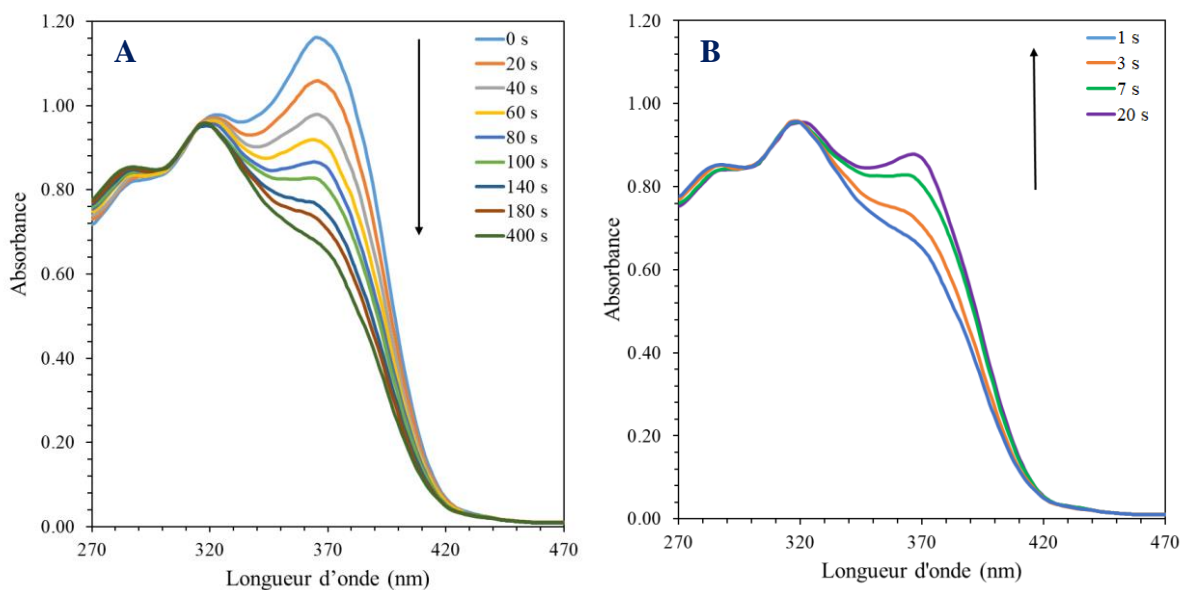 A
1.20
1.00
0.80
0.60
0.40
0.20
0.00
270
320
370
420
470
Absorbance
Longueur d’onde (nm)
0 s
20 s
40 s
60 s
80 s
100 s
140 s
180 s
400 s
B
1.20
1.00
0.80
0.60
0.40
0.20
0.00
270
320
370
420
470
Absorbance
Longueur d'onde (nm)
1 s
3 s
7 s
20 s